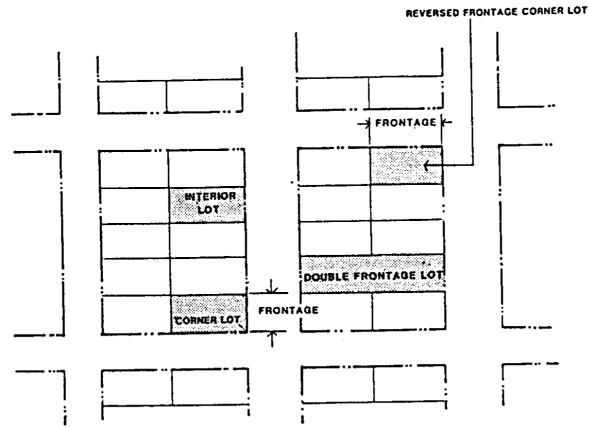 REVERSED FRONTAGE CORNER LOT
FRONTAGE
INTERIOR
LOT
DOUBLE FRONTAGE LOT
FRONTAGE
CORNER LOT